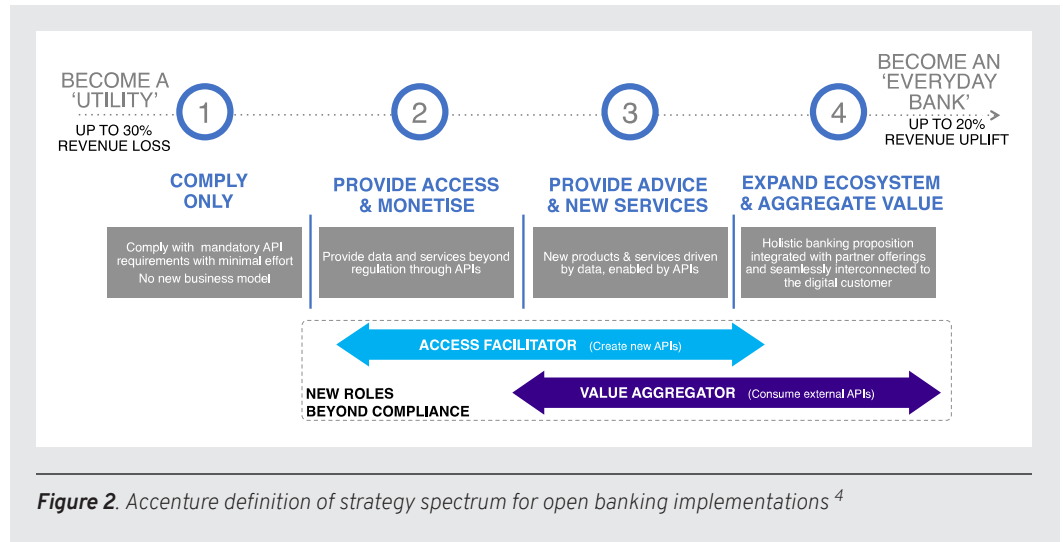 BECOME A
'UTILITY'
UP TO 30%
REVENUE LOSS
1
2
3
4
BECOME AN
'EVERYDAY
BANK'
UP TO 20%
REVENUE UPLIFT
COMPLY
ONLY
PROVIDE ACCESS
& MONETISE
PROVIDE ADVICE
& NEW SERVICES
EXPAND ECOSYSTEM
& AGGREGATE VALUE
Comply with mandatory API
requirements with minimal effort
No new business model
Provide data and services beyond
regulation through APIs
New products & services driven
by data, enabled by APIs
Holistic banking proposition
integrated with partner offerings
and seamlessly interconnected to
the digital customer
ACCESS FACILITATOR (Create new APIs)
VALUE AGGREGATOR (Consume external APIs)
NEW ROLES
BEYOND COMPLIANCE
Figure 2. Accenture definition of strategy spectrum for open banking implementations 4